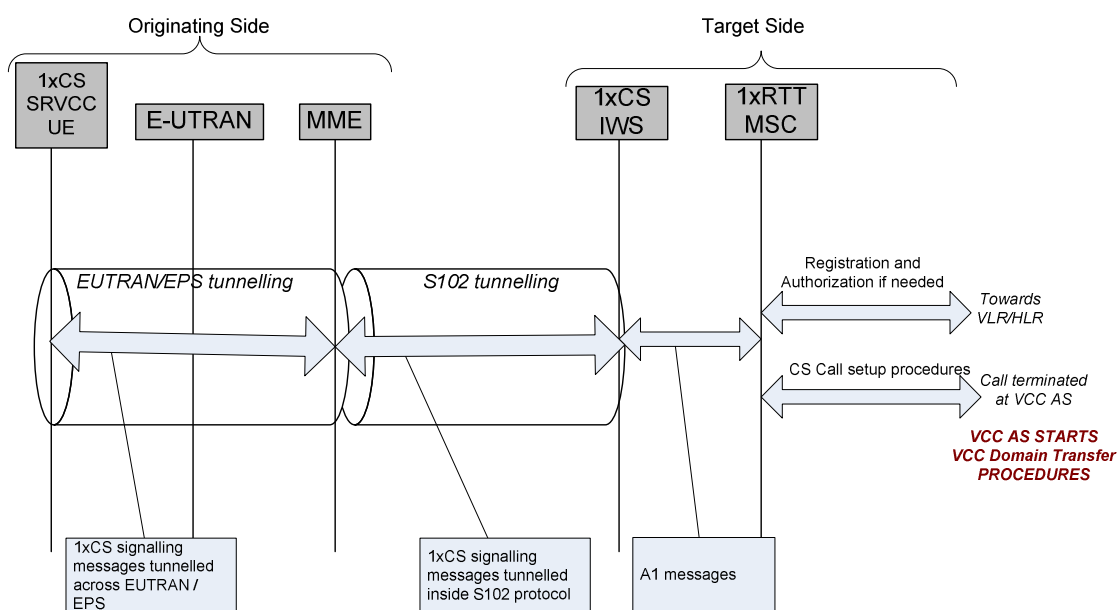 Originating Side
Target Side
1xCS
SRVCC
UE
E-UTRAN
MME
1xCS
IWS
1xRTT
MSC
EUTRAN/EPS tunnelling
S102 tunnelling
Registration and
Authorization if needed
Towards
VLR/HLR
CS Call setup procedures
Call terminated
at VCC AS
VCC AS STARTS
VCC Domain Transfer
PROCEDURES
1xCS signalling
messages tunnelled
across EUTRAN /
EPS
1xCS signalling
messages tunnelled
inside S102 protocol
A1 messages